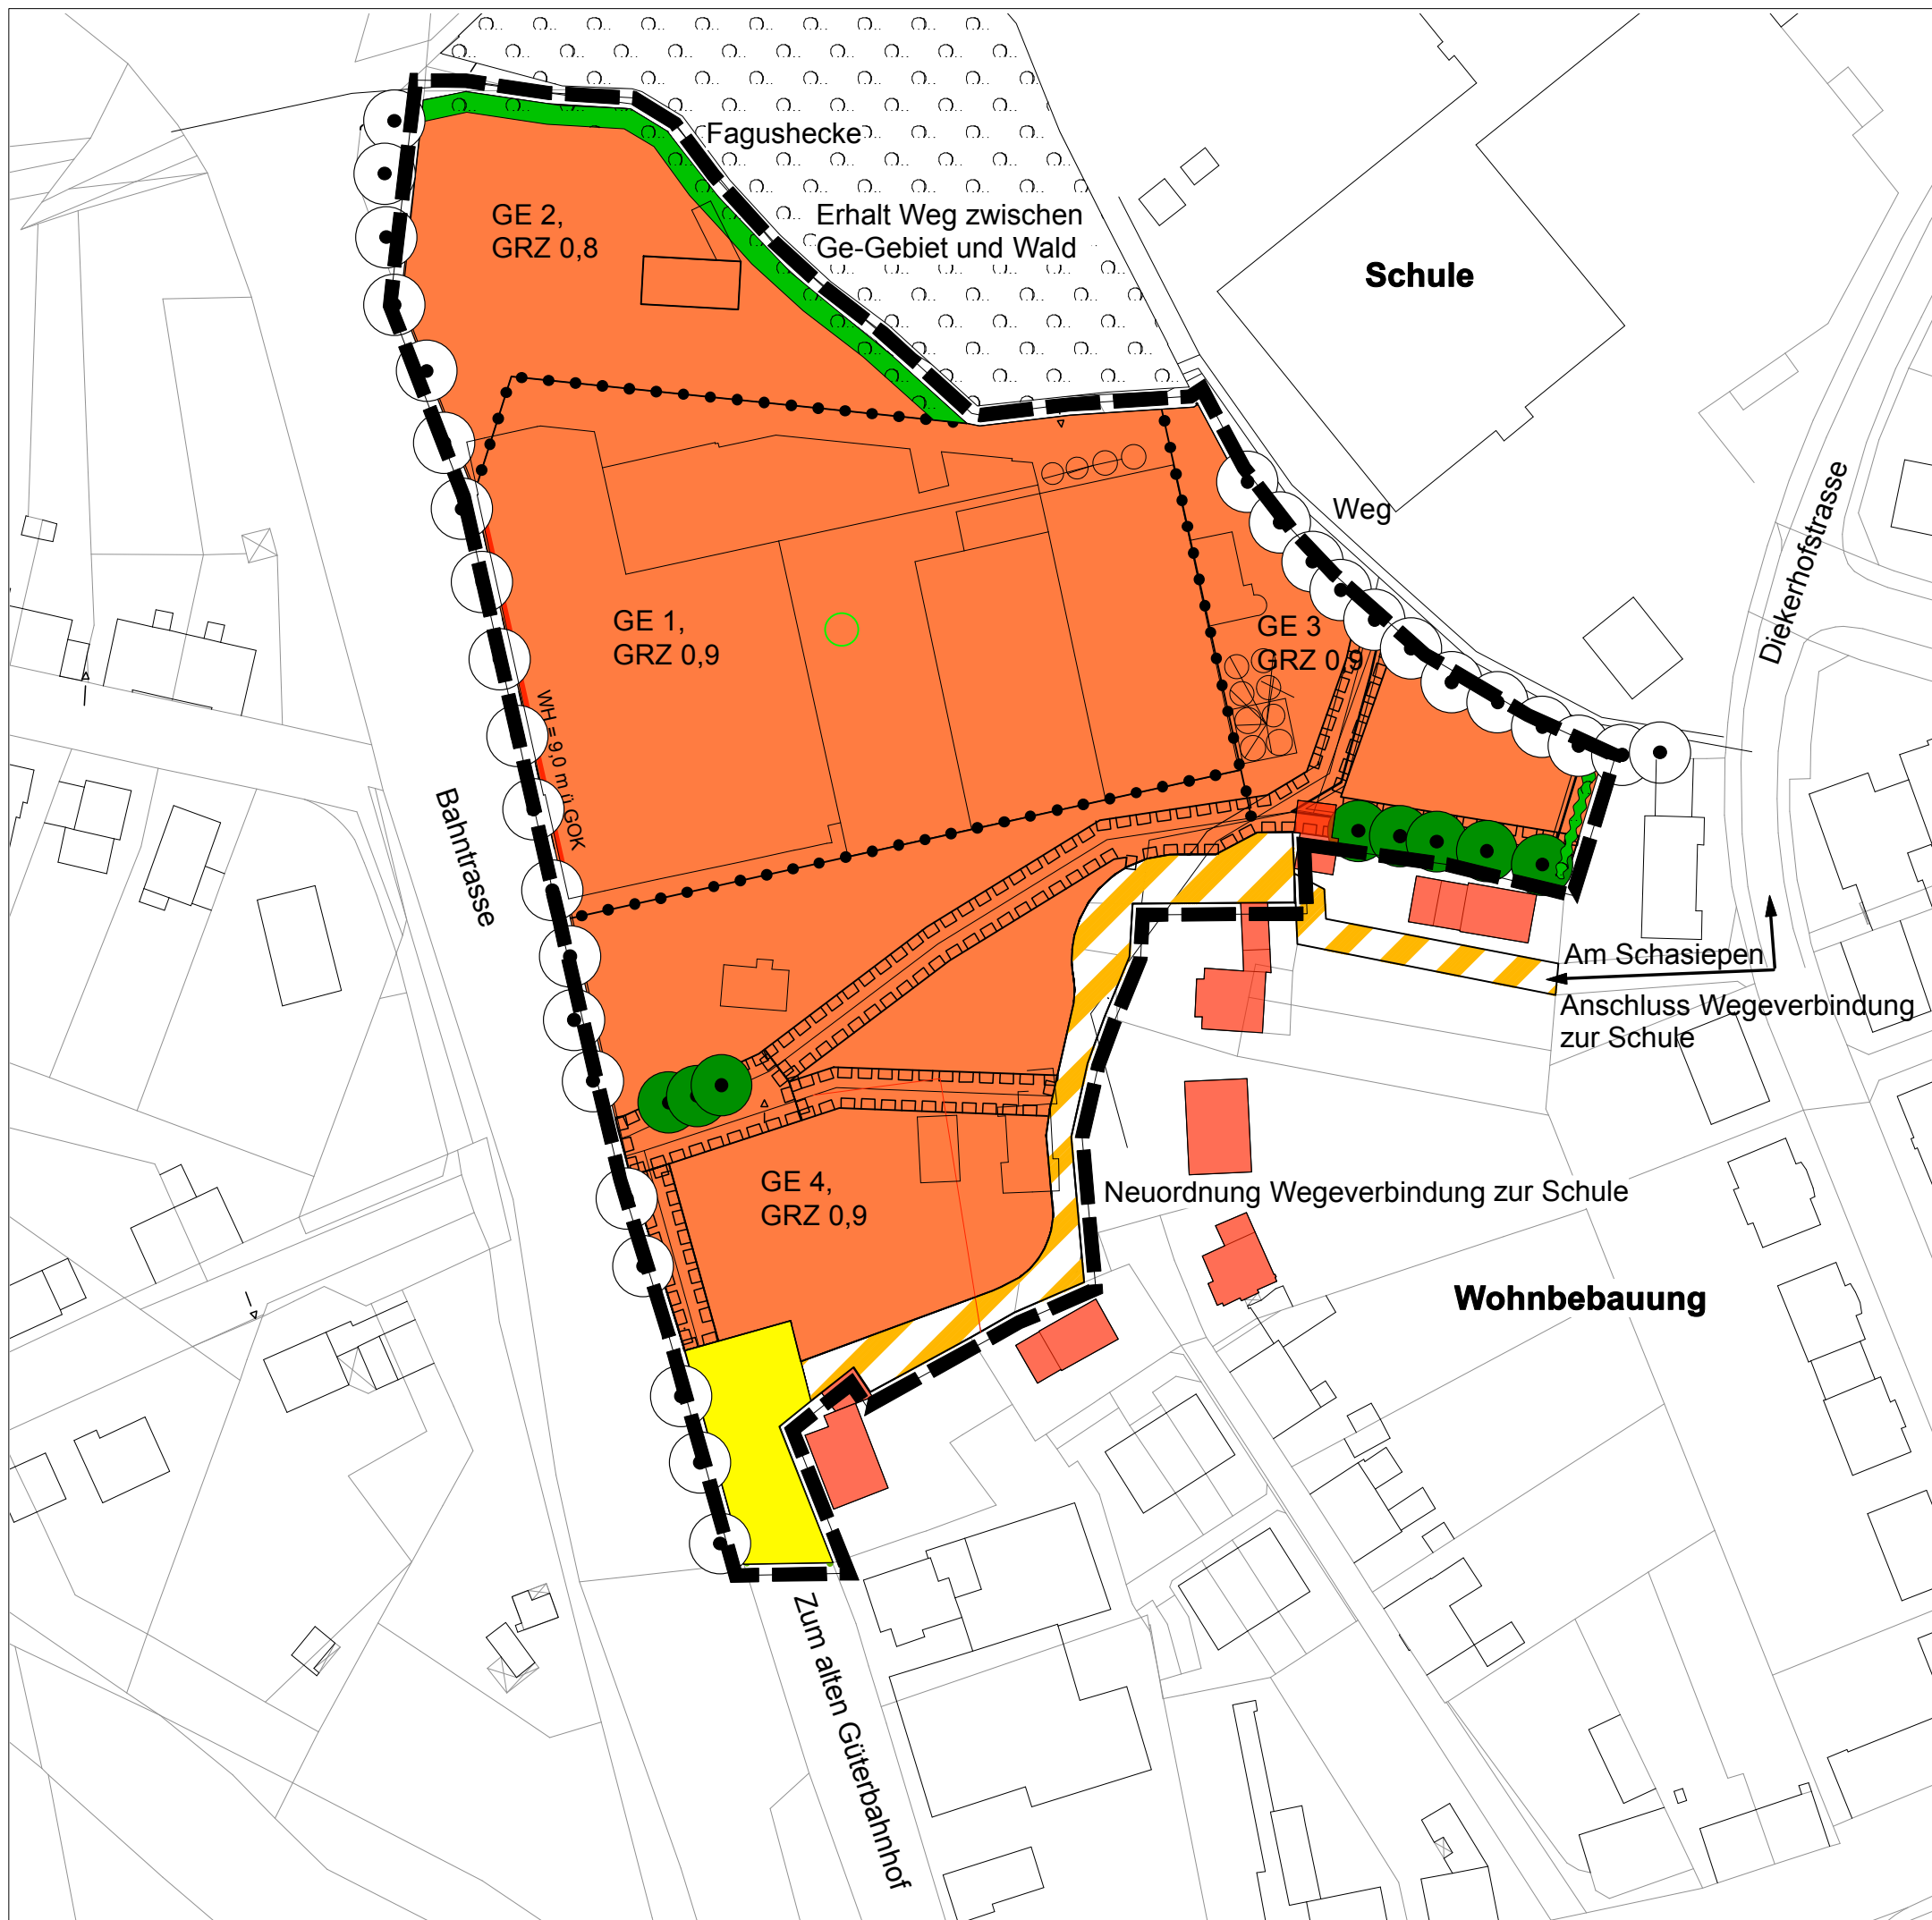 Fagushecke
GE 2,
GRZ 0,8
Erhalt Weg zwischen
Ge-Gebiet und Wald
Schule
Weg
Diekerhofstrasse
GE 1,
GRZ 0,9
GE 3
GRZ 0,9
WH = 9,0 m ü GOK
Bahntrasse
Am Schasiepen
Anschluss Wegeverbindung
zur Schule
GE 4,
GRZ 0,9
Neuordnung Wegeverbindung zur Schule
Wohnbebauung
Zum alten Güterbahnhof